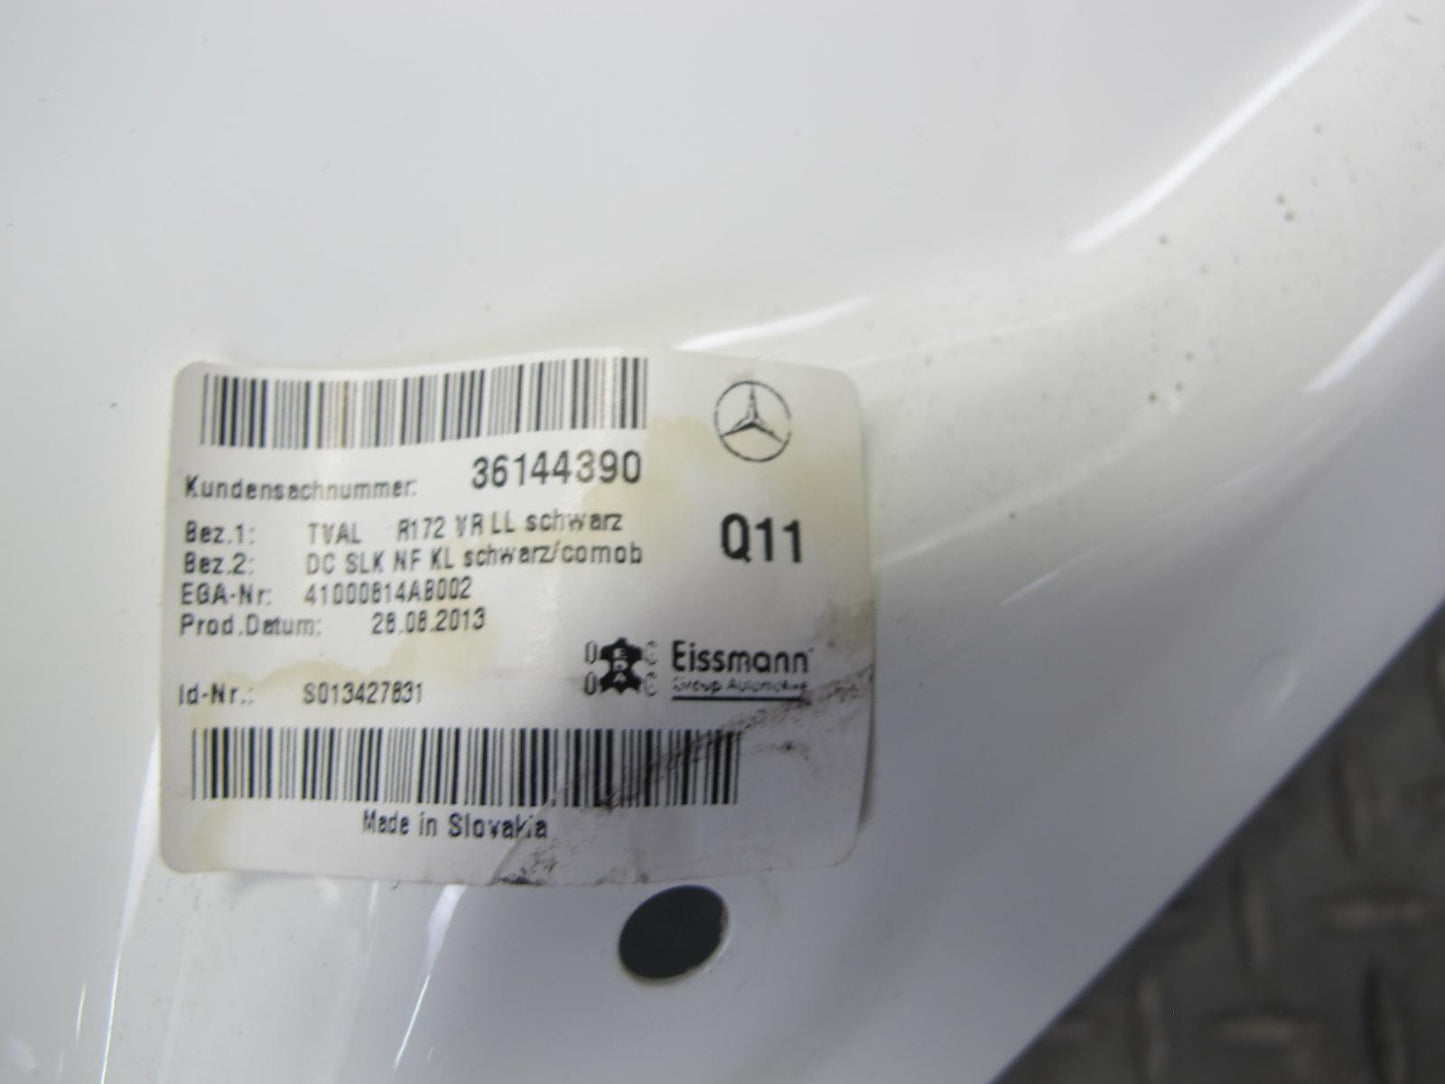 Kundensachnummer: 36144390
Bez.1: TVAL R172 VR LL schwarz
Bez.2: DC SLK NF KL schwarz/comob
Q11
EGA-Nr: 41000814AB002
Prod.Datum: 28.08.2013
Id-Nr.: S013427831
Eissmann
Group Automotive
Made in Slovakia